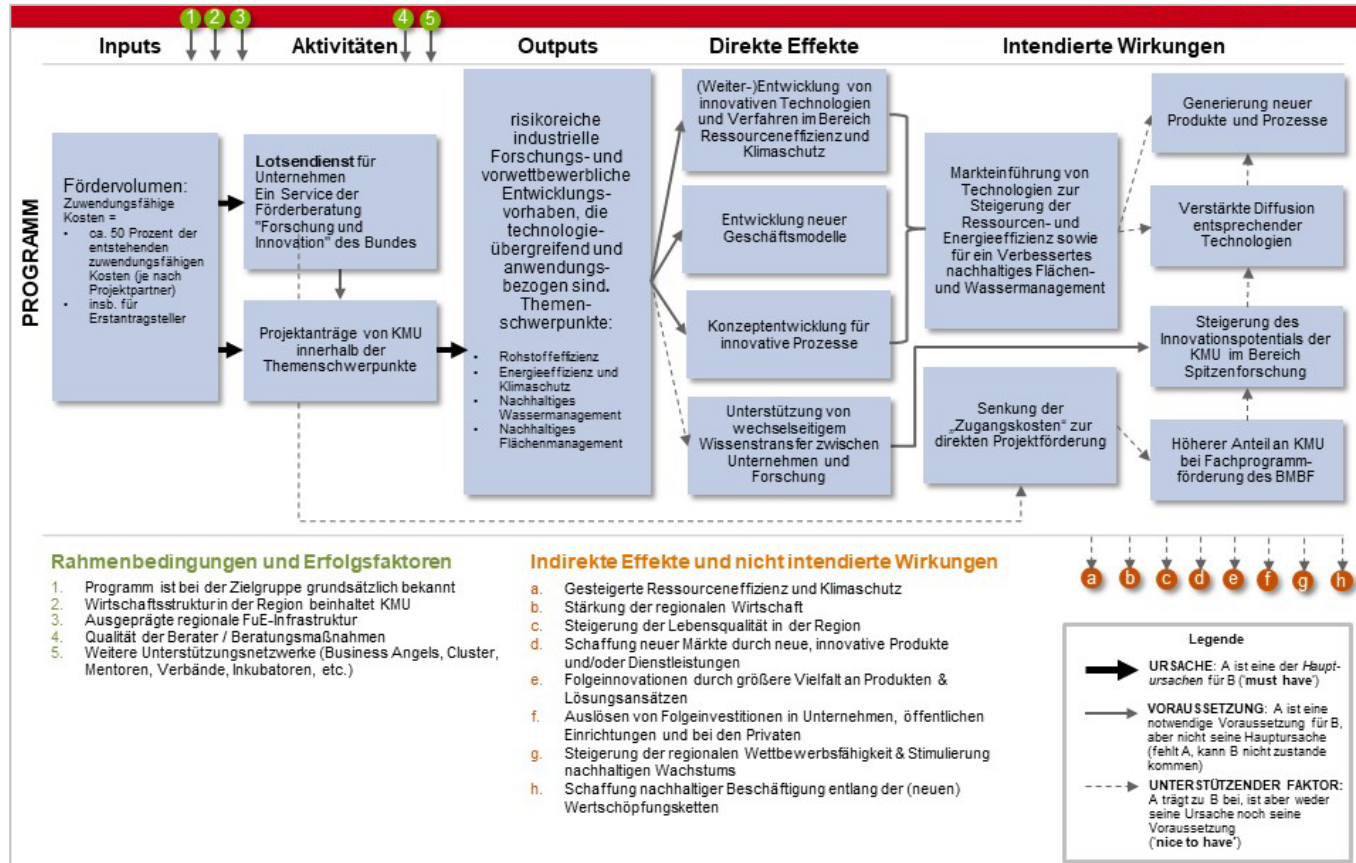 1 2 3 4 5
Inputs
Aktivitäten
Outputs
Direkte Effekte
Intendierte Wirkungen
PROGRAMM
Fördervolumen:
Zuwendungsfähige
Kosten =
• ca. 50 Prozent der
entstehenden
zuwendungsfähigen
Kosten (je nach
Projektpartner)
• insb. für
Erstantragsteller
Lotsendienst für
Unternehmen
Ein Service der
Förderberatung
"Forschung und
Innovation" des Bundes
Projektanträge von KMU
innerhalb der
Themenschwerpunkte
risikoreiche
industrielle
Forschungs- und
vorwettbewerbliche
Entwicklungs-
vorhaben, die
technologie-
übergreifend und
anwendungs-
bezogen sind.
Themen-
schwerpunkte:
• Rohstoffeffizienz
• Energieeffizienz und
Klimaschutz
• Nachhaltiges
Wassermanagement
• Nachhaltiges
Flächenmanagement
(Weiter-)Entwicklung von
innovativen Technologien
und Verfahren im Bereich
Ressourceneffizienz und
Klimaschutz
Entwicklung neuer
Geschäftsmodelle
Konzeptentwicklung für
innovative Prozesse
Unterstützung von
wechselseitigem
Wissenstransfer zwischen
Unternehmen und
Forschung
Markteinführung von
Technologien zur
Steigerung der
Ressourcen- und
Energieeffizienz sowie
für ein Verbessertes
nachhaltiges Flächen-
und Wassermanagement
Senkung der
„Zugangskosten" zur
direkten Projektförderung
Generierung neuer
Produkte und Prozesse
Verstärkte Diffusion
entsprechender
Technologien
Steigerung des
Innovationspotentials der
KMU im Bereich
Spitzenforschung
Höherer Anteil an KMU
bei Fachprogramm-
förderung des BMBF
Rahmenbedingungen und Erfolgsfaktoren
1. Programm ist bei der Zielgruppe grundsätzlich bekannt
2. Wirtschaftsstruktur in der Region beinhaltet KMU
3. Ausgeprägte regionale FuE-Infrastruktur
4. Qualität der Berater / Beratungsmaßnahmen
5. Weitere Unterstützungsnetzwerke (Business Angels, Cluster,
Mentoren, Verbände, Inkubatoren, etc.)
Indirekte Effekte und nicht intendierte Wirkungen
a. Gesteigerte Ressourceneffizienz und Klimaschutz
b. Stärkung der regionalen Wirtschaft
c. Steigerung der Lebensqualität in der Region
d. Schaffung neuer Märkte durch neue, innovative Produkte
und/oder Dienstleistungen
e. Folgeinnovationen durch größere Vielfalt an Produkten &
Lösungsansätzen
f. Auslösen von Folgeinvestitionen in Unternehmen, öffentlichen
Einrichtungen und bei den Privaten
g. Steigerung der regionalen Wettbewerbsfähigkeit & Stimulierung
nachhaltigen Wachstums
h. Schaffung nachhaltiger Beschäftigung entlang der (neuen)
Wertschöpfungsketten
a b c d e f g h
Legende
URSACHE: A ist eine der Haupt-
ursachen für B ('must have')
VORAUSSETZUNG: A ist eine
notwendige Voraussetzung für B,
aber nicht seine Hauptursache
(fehlt A, kann B nicht zustande
kommen)
UNTERSTÜTZENDER FAKTOR:
A trägt zu B bei, ist aber weder
seine Ursache noch seine
Voraussetzung
('nice to have')